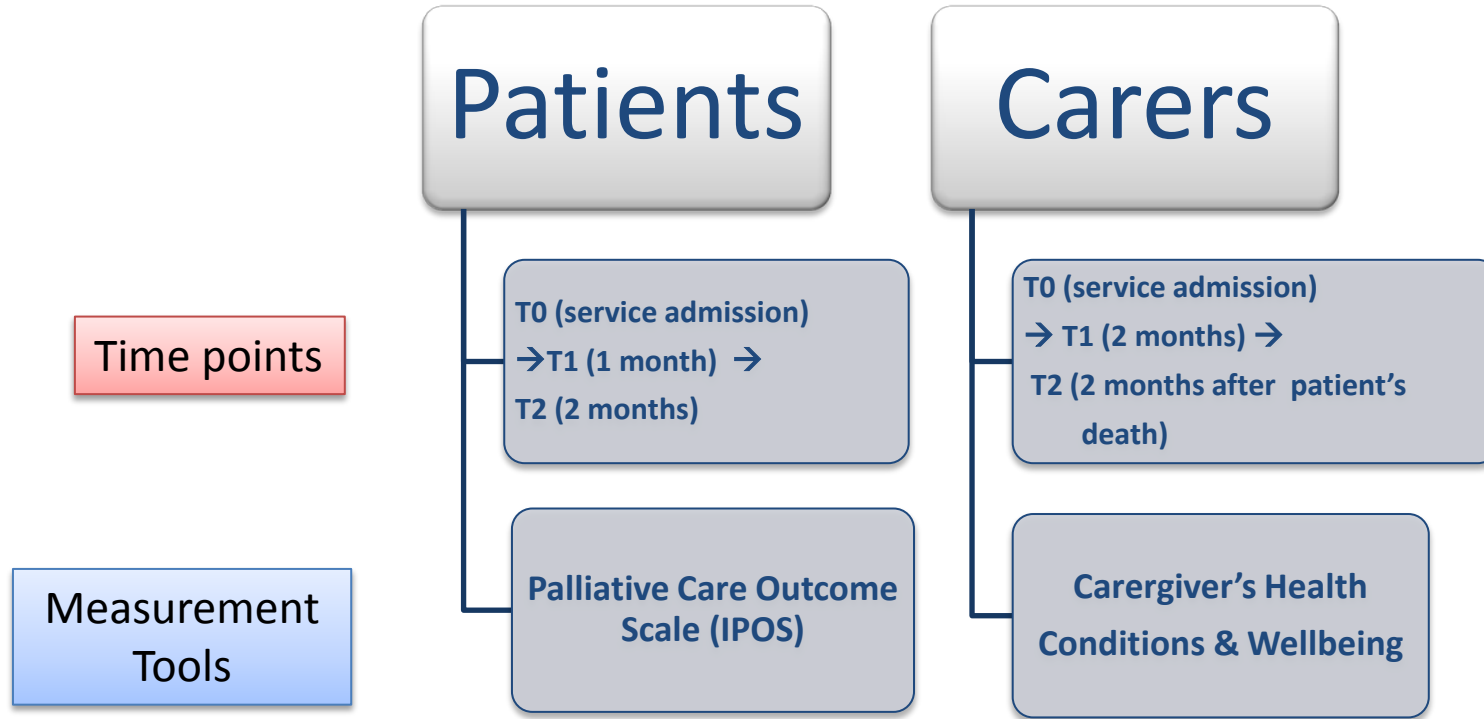 Patients
Carers
Time points
T0 (service admission)
→T1 (1 month) →
T2 (2 months)
T0 (service admission)
→ T1 (2 months) →
T2 (2 months after patient's
death)
Measurement
Tools
Palliative Care Outcome
Scale (IPOS)
Carergiver's Health
Conditions & Wellbeing